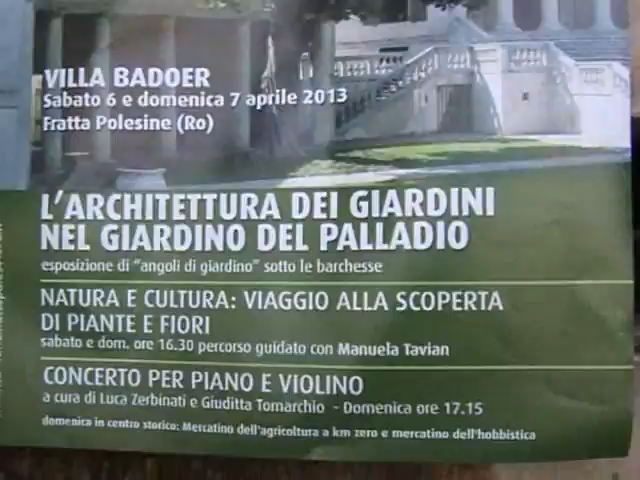 VILLA BADOER
Sabato 6 e domenica 7 aprile 2013
Fratta Polesine (Ro)
L'ARCHITETTURA DEI GIARDINI
NEL GIARDINO DEL PALLADIO
esposizione di "angoli di giardino" sotto le barchesse
NATURA E CULTURA: VIAGGIO ALLA SCOPERTA
DI PIANTE E FIORI
sabato e dom. ore 16.30 percorso guidato con Manuela Tavian
CONCERTO PER PIANO E VIOLINO
a cura di Luca Zerbinati e Giuditta Tomarchio - Domenica ore 17.15
domenica in centro storico: Mercatino dell'agricoltura a km zero e mercatino dell'hobbistica